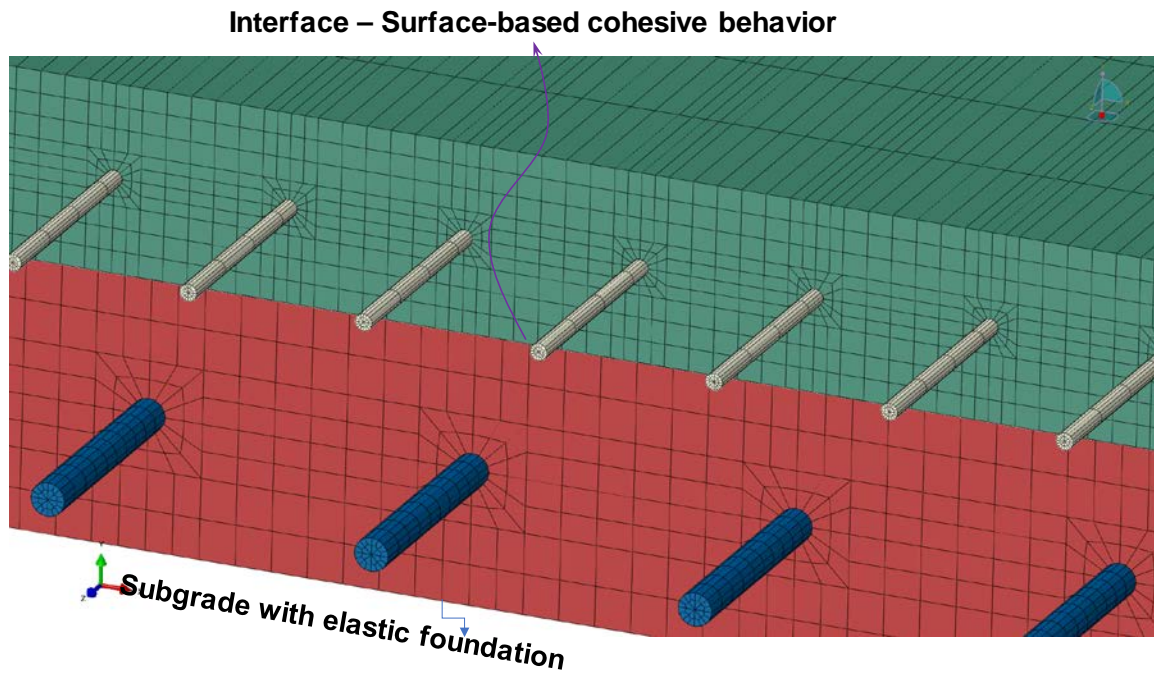 Interface – Surface-based cohesive behavior
Y
Z
Subgrade with elastic foundation